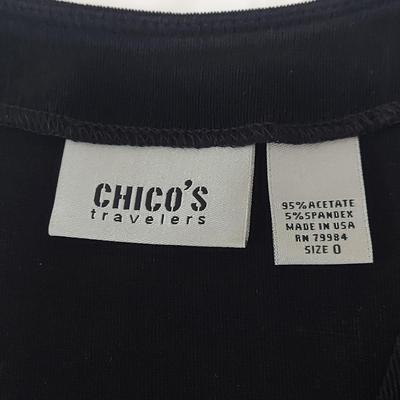 CHICO'S
travelers
95% ACETATE
5% SPANDEX
MADE IN USA
RN 79984
SIZE 0